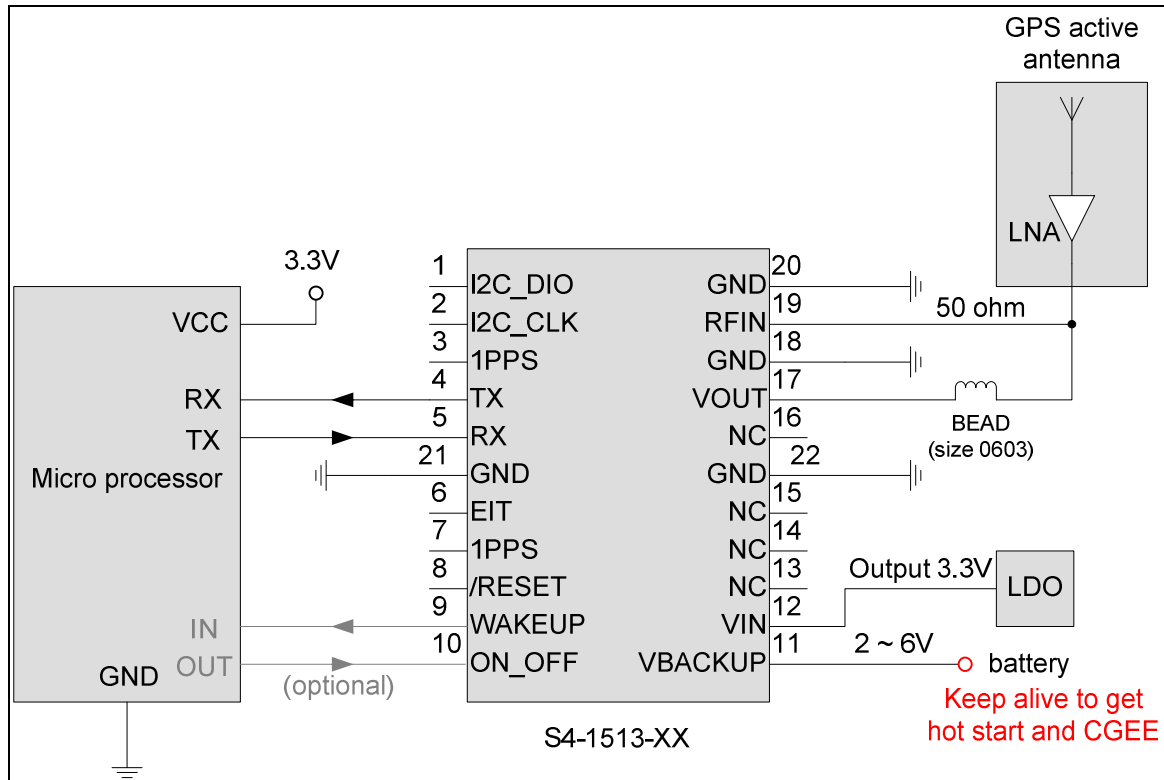 GPS active
antenna
LNA
3.3V
VCC
RX
TX
Micro processor
IN
OUT
GND
(optional)
1
I2C_DIO
2
I2C_CLK
3
1PPS
4
TX
5
RX
21
GND
6
EIT
7
1PPS
8
/RESET
9
WAKEUP
10
ON_OFF
20
GND
19
RFIN
50 ohm
18
GND
17
VOUT
BEAD
(size 0603)
16
NC
22
GND
15
NC
14
NC
13
NC
12
VIN
Output 3.3V
LDO
11
VBACKUP
2 ~ 6V
battery
Keep alive to get
hot start and CGEE
S4-1513-XX